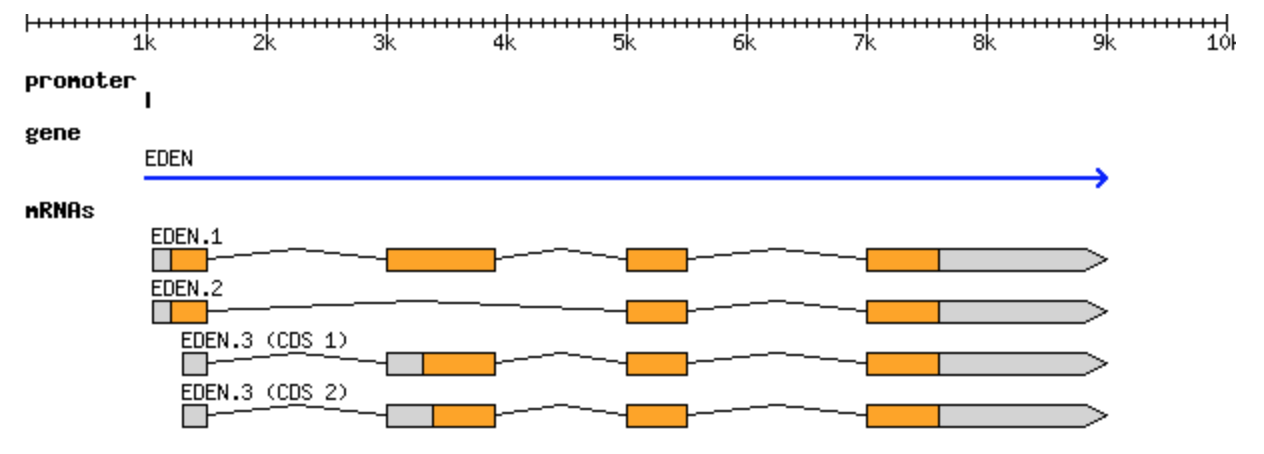 1k 2k 3k 4k 5k 6k 7k 8k 9k 10k
promoter
gene
EDEN
mRNAs
EDEN.1
EDEN.2
EDEN.3 (CDS 1)
EDEN.3 (CDS 2)